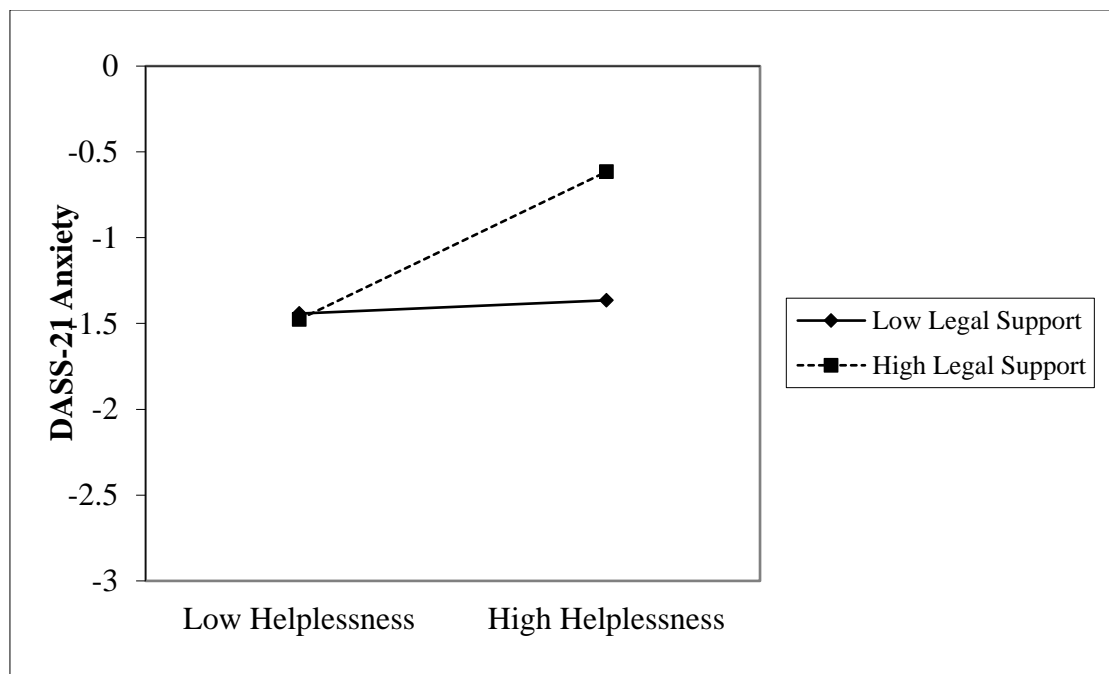 0
-0.5
-1
-1.5
-2
-2.5
-3
DASS-21 Anxiety
Low Helplessness High Helplessness
Low Legal Support
High Legal Support